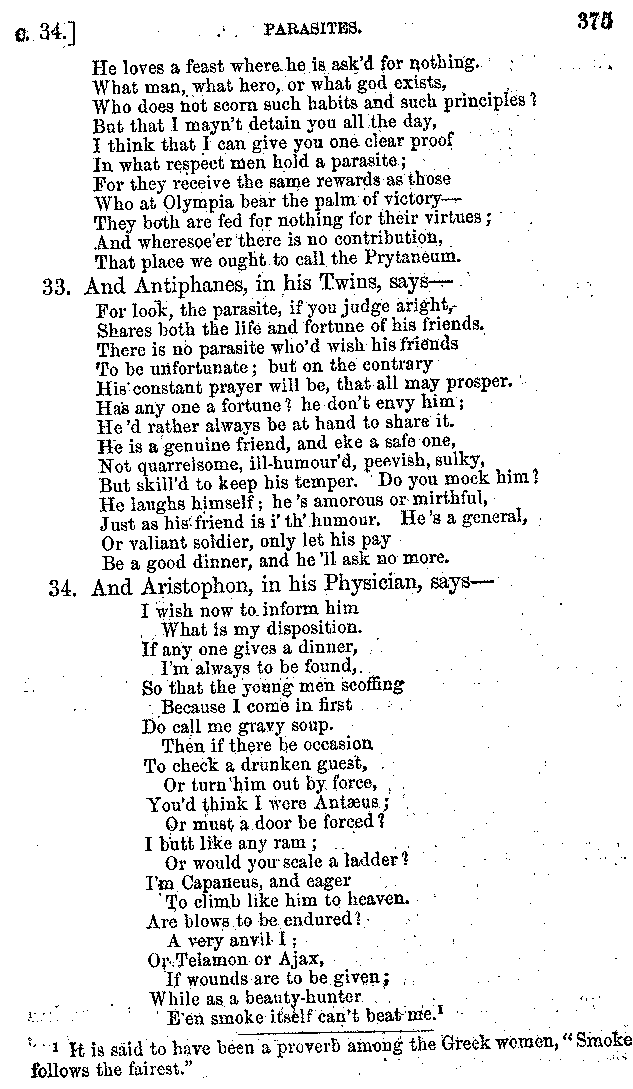 c. 34.] PARASITES. 375
He loves a feast where he is ask'd for nothing.
What man, what hero, or what god exists,
Who does not scorn such habits and such principles?
But that I mayn't detain you all the day,
I think that I can give you one clear proof
In what respect men hold a parasite;
For they receive the same rewards as those
Who at Olympia bear the palm of victory—
They both are fed for nothing for their virtues;
And wheresoe'er there is no contribution,
That place we ought to call the Prytaneum.
33. And Antiphanes, in his Twins, says—
For look, the parasite, if you judge aright,
Shares both the life and fortune of his friends.
There is no parasite who'd wish his friends
To be unfortunate; but on the contrary
His constant prayer will be, that all may prosper.
Has any one a fortune? he don't envy him;
He'd rather always be at hand to share it.
He is a genuine friend, and eke a safe one,
Not quarrelsome, ill-humour'd, peevish, sulky,
But skill'd to keep his temper. Do you mock him?
He laughs himself; he's amorous or mirthful,
Just as his friend is i' th' humour. He's a general,
Or valiant soldier, only let his pay
Be a good dinner, and he'll ask no more.
34. And Aristophon, in his Physician, says—
I wish now to inform him
What is my disposition.
If any one gives a dinner,
I'm always to be found,
So that the young men scoffing
Because I come in first
Do call me gravy soup.
Then if there be occasion
To check a drunken guest,
Or turn him out by force,
You'd think I were Antæus;
Or must a door be forced?
I butt like any ram;
Or would you scale a ladder?
I'm Capaneus, and eager
To climb like him to heaven.
Are blows to be endured?
A very anvil I;
Or Telamon or Ajax,
If wounds are to be given;
While as a beauty-hunter
E'en smoke itself can't beat me.¹
¹ It is said to have been a proverb among the Greek women, "Smoke
follows the fairest."